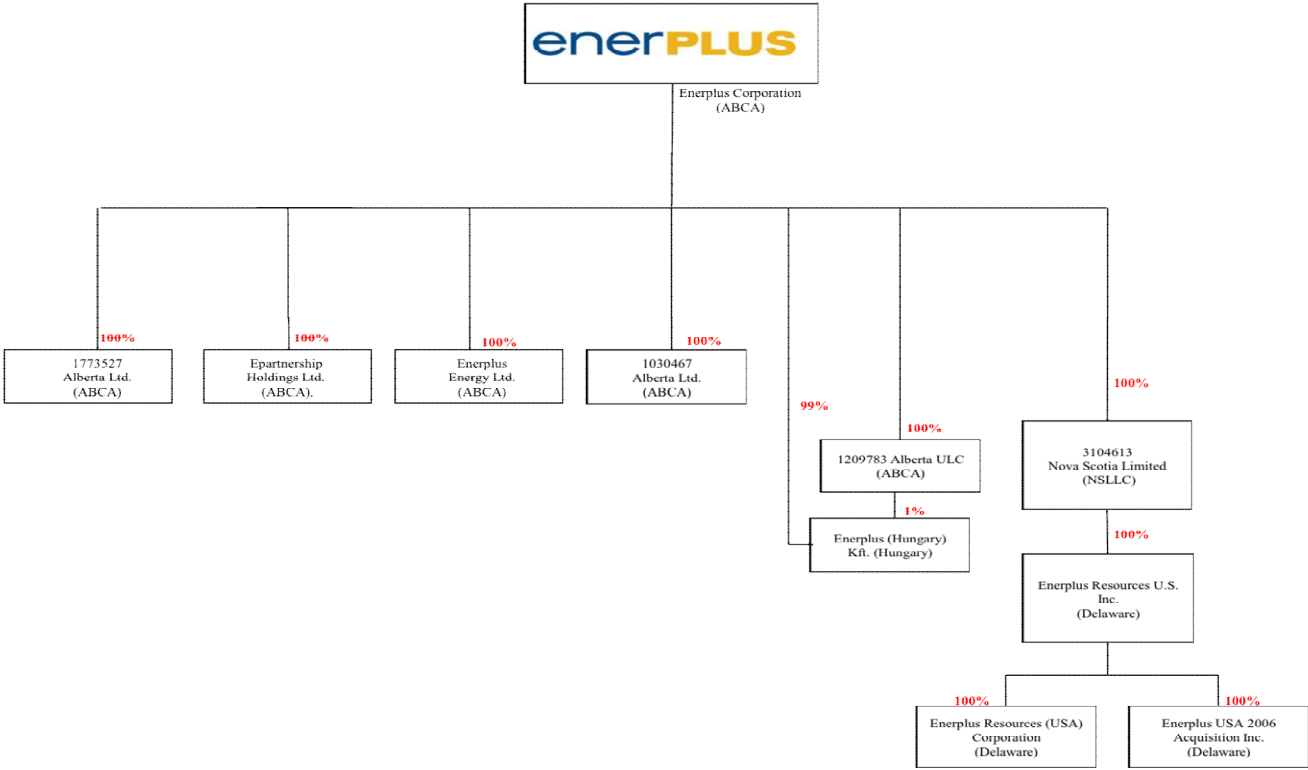 enerPLUS
Enerplus Corporation
(ABCA)
100%
1773527
Alberta Ltd.
(ABCA)
100%
Epartnership
Holdings Ltd.
(ABCA).
100%
Enerplus
Energy Ltd.
(ABCA)
100%
1030467
Alberta Ltd.
(ABCA)
99%
100%
1209783 Alberta ULC
(ABCA)
1%
Enerplus (Hungary)
Kft. (Hungary)
100%
3104613
Nova Scotia Limited
(NSLLC)
100%
Enerplus Resources U.S.
Inc.
(Delaware)
100%
Enerplus Resources (USA)
Corporation
(Delaware)
100%
Enerplus USA 2006
Acquisition Inc.
(Delaware)